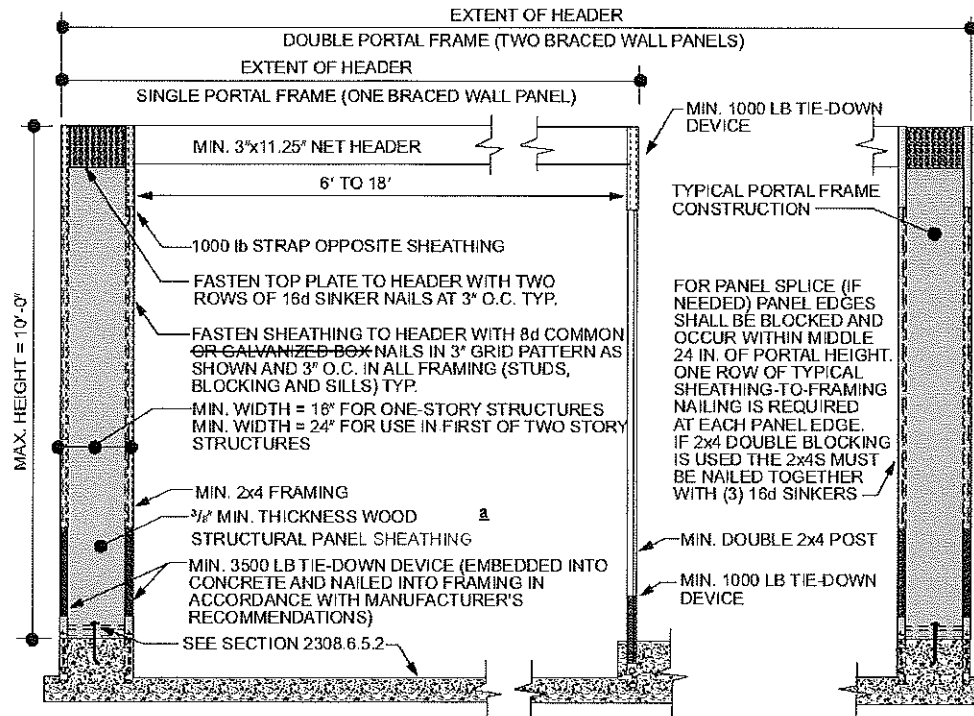 EXTENT OF HEADER
DOUBLE PORTAL FRAME (TWO BRACED WALL PANELS)
EXTENT OF HEADER
SINGLE PORTAL FRAME (ONE BRACED WALL PANEL)
MIN. 1000 LB TIE-DOWN
DEVICE
MIN. 3"x11.25" NET HEADER
6' TO 18'
TYPICAL PORTAL FRAME
CONSTRUCTION
1000 lb STRAP OPPOSITE SHEATHING
FASTEN TOP PLATE TO HEADER WITH TWO
ROWS OF 16d SINKER NAILS AT 3" O.C. TYP.
FASTEN SHEATHING TO HEADER WITH 8d COMMON
OR GALVANIZED BOX NAILS IN 3" GRID PATTERN AS
SHOWN AND 3" O.C. IN ALL FRAMING (STUDS,
BLOCKING AND SILLS) TYP.
MIN. WIDTH = 16" FOR ONE-STORY STRUCTURES
MIN. WIDTH = 24" FOR USE IN FIRST OF TWO STORY
STRUCTURES
FOR PANEL SPLICE (IF
NEEDED) PANEL EDGES
SHALL BE BLOCKED AND
OCCUR WITHIN MIDDLE
24 IN. OF PORTAL HEIGHT.
ONE ROW OF TYPICAL
SHEATHING-TO-FRAMING
NAILING IS REQUIRED
AT EACH PANEL EDGE.
IF 2x4 DOUBLE BLOCKING
IS USED THE 2x4S MUST
BE NAILED TOGETHER
WITH (3) 16d SINKERS
MAX. HEIGHT = 10'-0"
MIN. 2x4 FRAMING
3/8" MIN. THICKNESS WOOD a
STRUCTURAL PANEL SHEATHING
MIN. 3500 LB TIE-DOWN DEVICE (EMBEDDED INTO
CONCRETE AND NAILED INTO FRAMING IN
ACCORDANCE WITH MANUFACTURER'S
RECOMMENDATIONS)
MIN. DOUBLE 2x4 POST
MIN. 1000 LB TIE-DOWN
DEVICE
SEE SECTION 2308.6.5.2